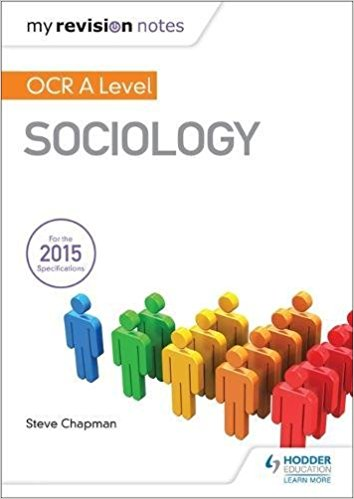 my revision notes
OCR A Level
SOCIOLOGY
For the
2015
Specifications
Steve Chapman
HODDER
EDUCATION
LEARN MORE